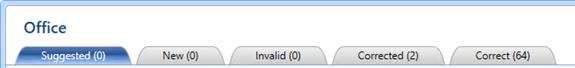 Office
Suggested (0) New (0) Invalid (0) Corrected (2) Correct (64)